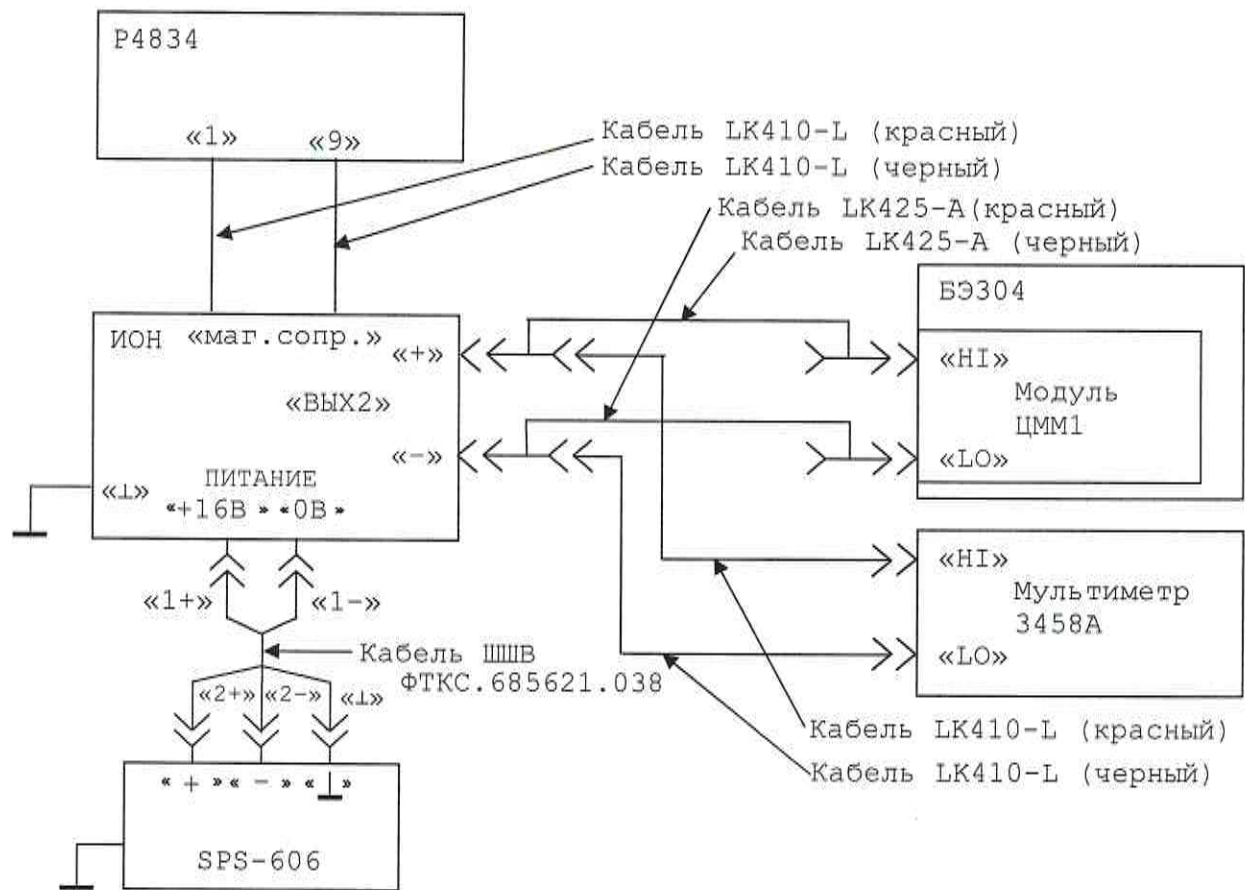 Р4834
«1» «9»
Кабель LK410-L (красный)
Кабель LK410-L (черный)
Кабель LK425-A(красный)
Кабель LK425-A (черный)
ИОН «маг.сопр.»
«+»
«ВЫХ2»
«-»
«⊥»
ПИТАНИЕ
«+16В » «0В»
БЭ304
«HI»
Модуль
ЦММ1
«LO»
«HI»
Мультиметр
3458А
«LO»
«1+» «1-»
Кабель ШШВ
ФТКС.685621.038
«2+» «2-» «⊥»
Кабель LK410-L (красный)
Кабель LK410-L (черный)
« + » « - » « ⊥ »
SPS-606